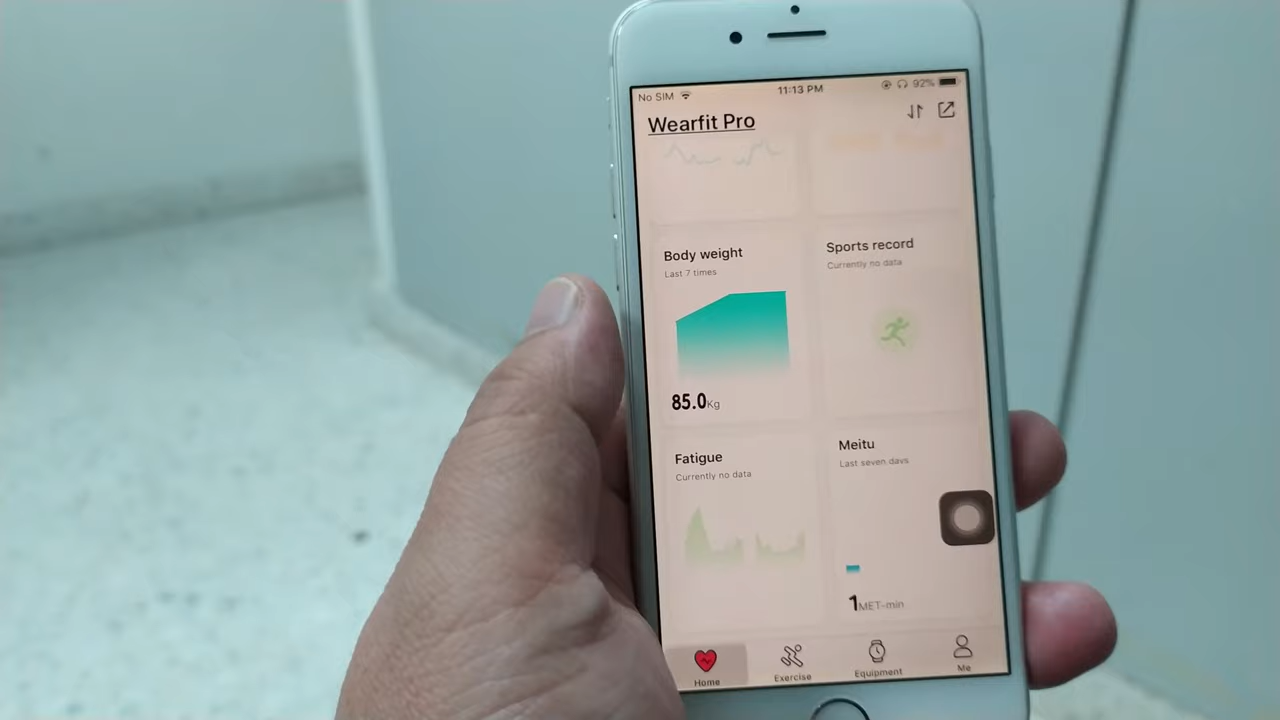 No SIM 11:13 PM 92%
Wearfit Pro
Body weight
Last 7 times
85.0Kg
Sports record
Currently no data
Fatigue
Currently no data
Meitu
Last seven days
1MET-min
Home Exercise Equipment Me